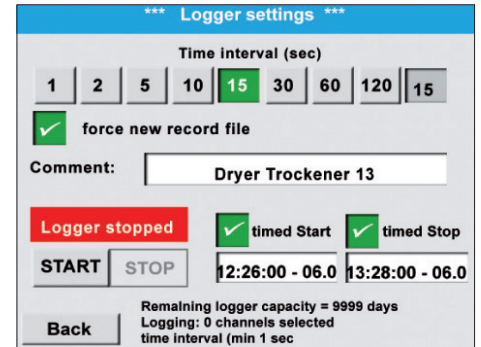 *** Logger settings ***
Time interval (sec)
1 2 5 10 15 30 60 120 15
force new record file
Comment: Dryer Trockener 13
Logger stopped timed Start timed Stop
START STOP 12:26:00 - 06.0 13:28:00 - 06.0
Remaining logger capacity = 9999 days
Logging: 0 channels selected
Back time interval (min 1 sec